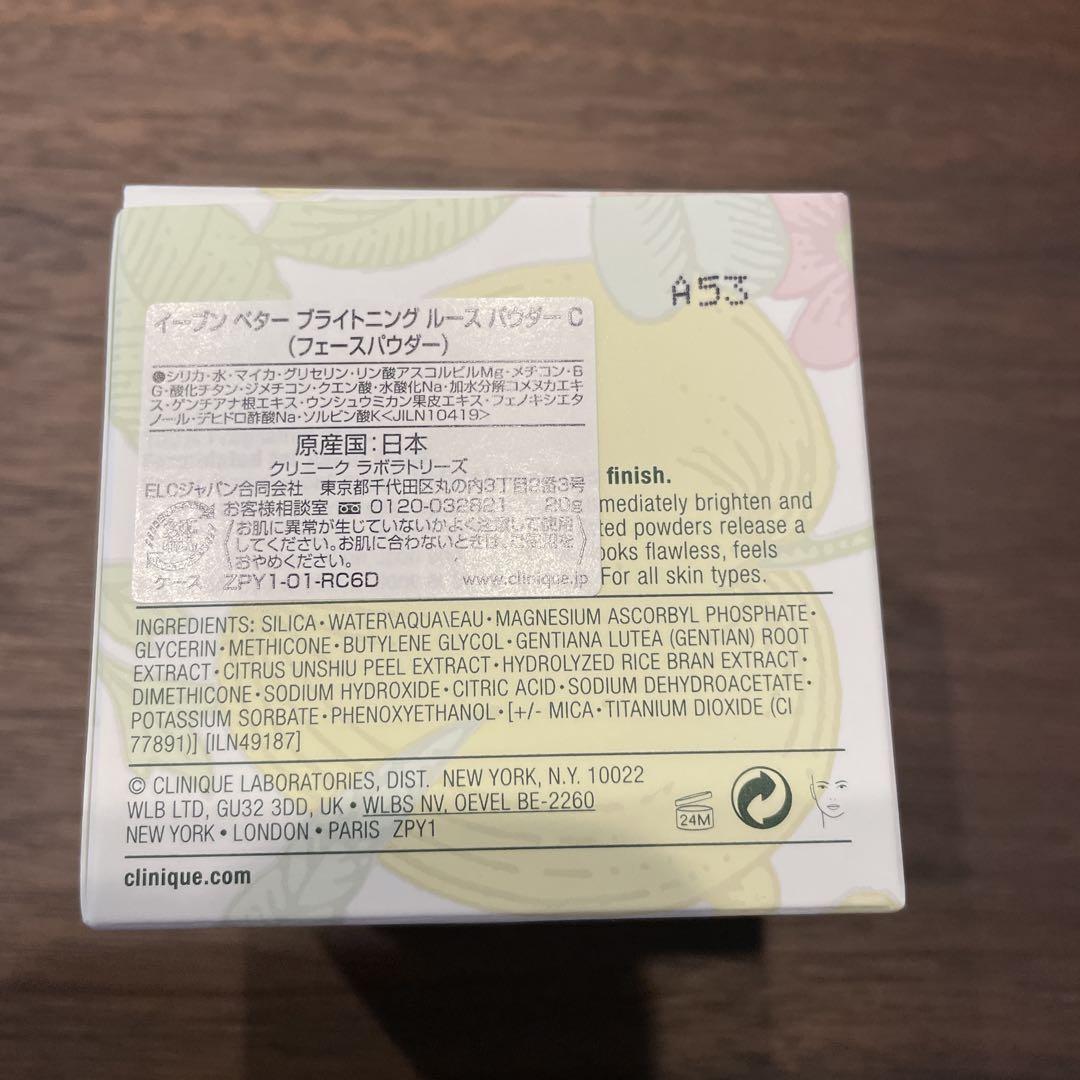 A53
イーブン ベター ブライトニング ルース パウダー C
(フェースパウダー)
●シリカ・水・マイカ・グリセリン・リン酸アスコルビルMg・メチコン・B
G・酸化チタン・ジメチコン・クエン酸・水酸化Na・加水分解コメヌカエキ
ス・ゲンチアナ根エキス・ウンシュウミカン果皮エキス・フェノキシエタ
ノール・デヒドロ酢酸Na・ソルビン酸K<JILN10419>
原産国:日本
クリニーク ラボラトリーズ
ELCジャパン合同会社 東京都千代田区丸の内3丁目2番3号
お客様相談室 0120-032821 20g
お肌に異常が生じていないかよく注意して使用
してください。お肌に合わないときは、ご使用を
おやめください。
ケース ZPY1-01-RC6D www.clinique.jp
finish.
mediately brighten and
ted powders release a
ooks flawless, feels
For all skin types.
INGREDIENTS: SILICA•WATER\AQUA\EAU•MAGNESIUM ASCORBYL PHOSPHATE•
GLYCERIN•METHICONE•BUTYLENE GLYCOL•GENTIANA LUTEA (GENTIAN) ROOT
EXTRACT•CITRUS UNSHIU PEEL EXTRACT•HYDROLYZED RICE BRAN EXTRACT•
DIMETHICONE•SODIUM HYDROXIDE•CITRIC ACID•SODIUM DEHYDROACETATE•
POTASSIUM SORBATE•PHENOXYETHANOL•[+/- MICA•TITANIUM DIOXIDE (CI
77891)] [ILN49187]
© CLINIQUE LABORATORIES, DIST. NEW YORK, N.Y. 10022
WLB LTD, GU32 3DD, UK • WLBS NV, OEVEL BE-2260
NEW YORK • LONDON • PARIS ZPY1
24M
clinique.com